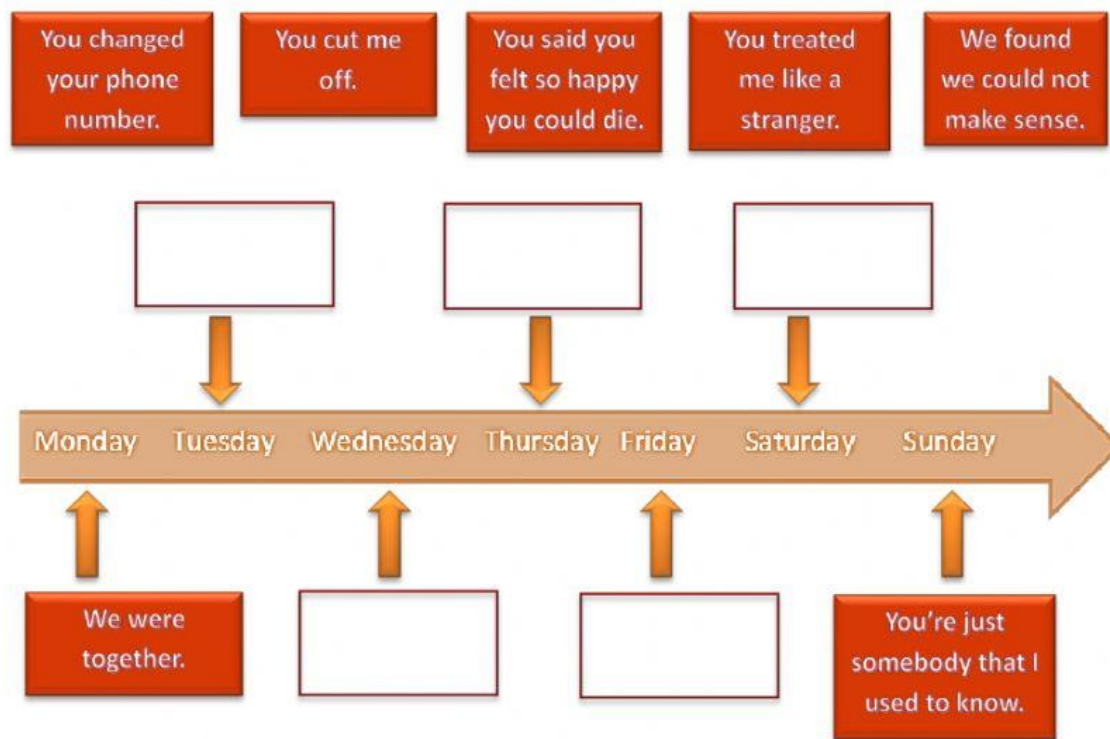 You changed
your phone
number.
You cut me
off.
You said you
felt so happy
you could die.
You treated
me like a
stranger.
We found
we could not
make sense.
Monday Tuesday Wednesday Thursday Friday Saturday Sunday
We were
together.
You're just
somebody that I
used to know.